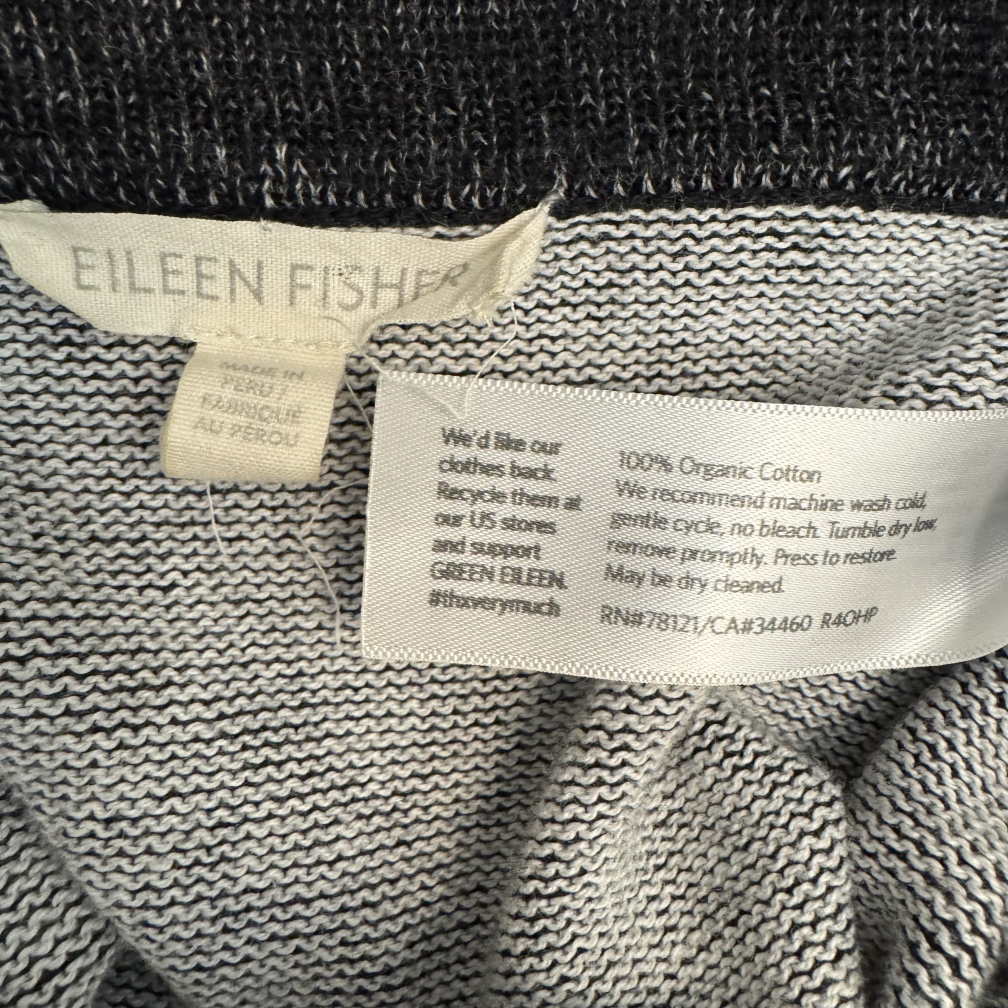 EILEEN FISHER
MADE IN
PERU
FABRIQUÉ
AU PÉROU
We'd like our
clothes back.
Recycle them at
our US stores
and support
GREEN EILEEN.
#thxverymuch
100% Organic Cotton
We recommend machine wash cold,
gentle cycle, no bleach. Tumble dry low,
remove promptly. Press to restore.
May be dry cleaned.
RN#78121/CA#34460 R4OHP